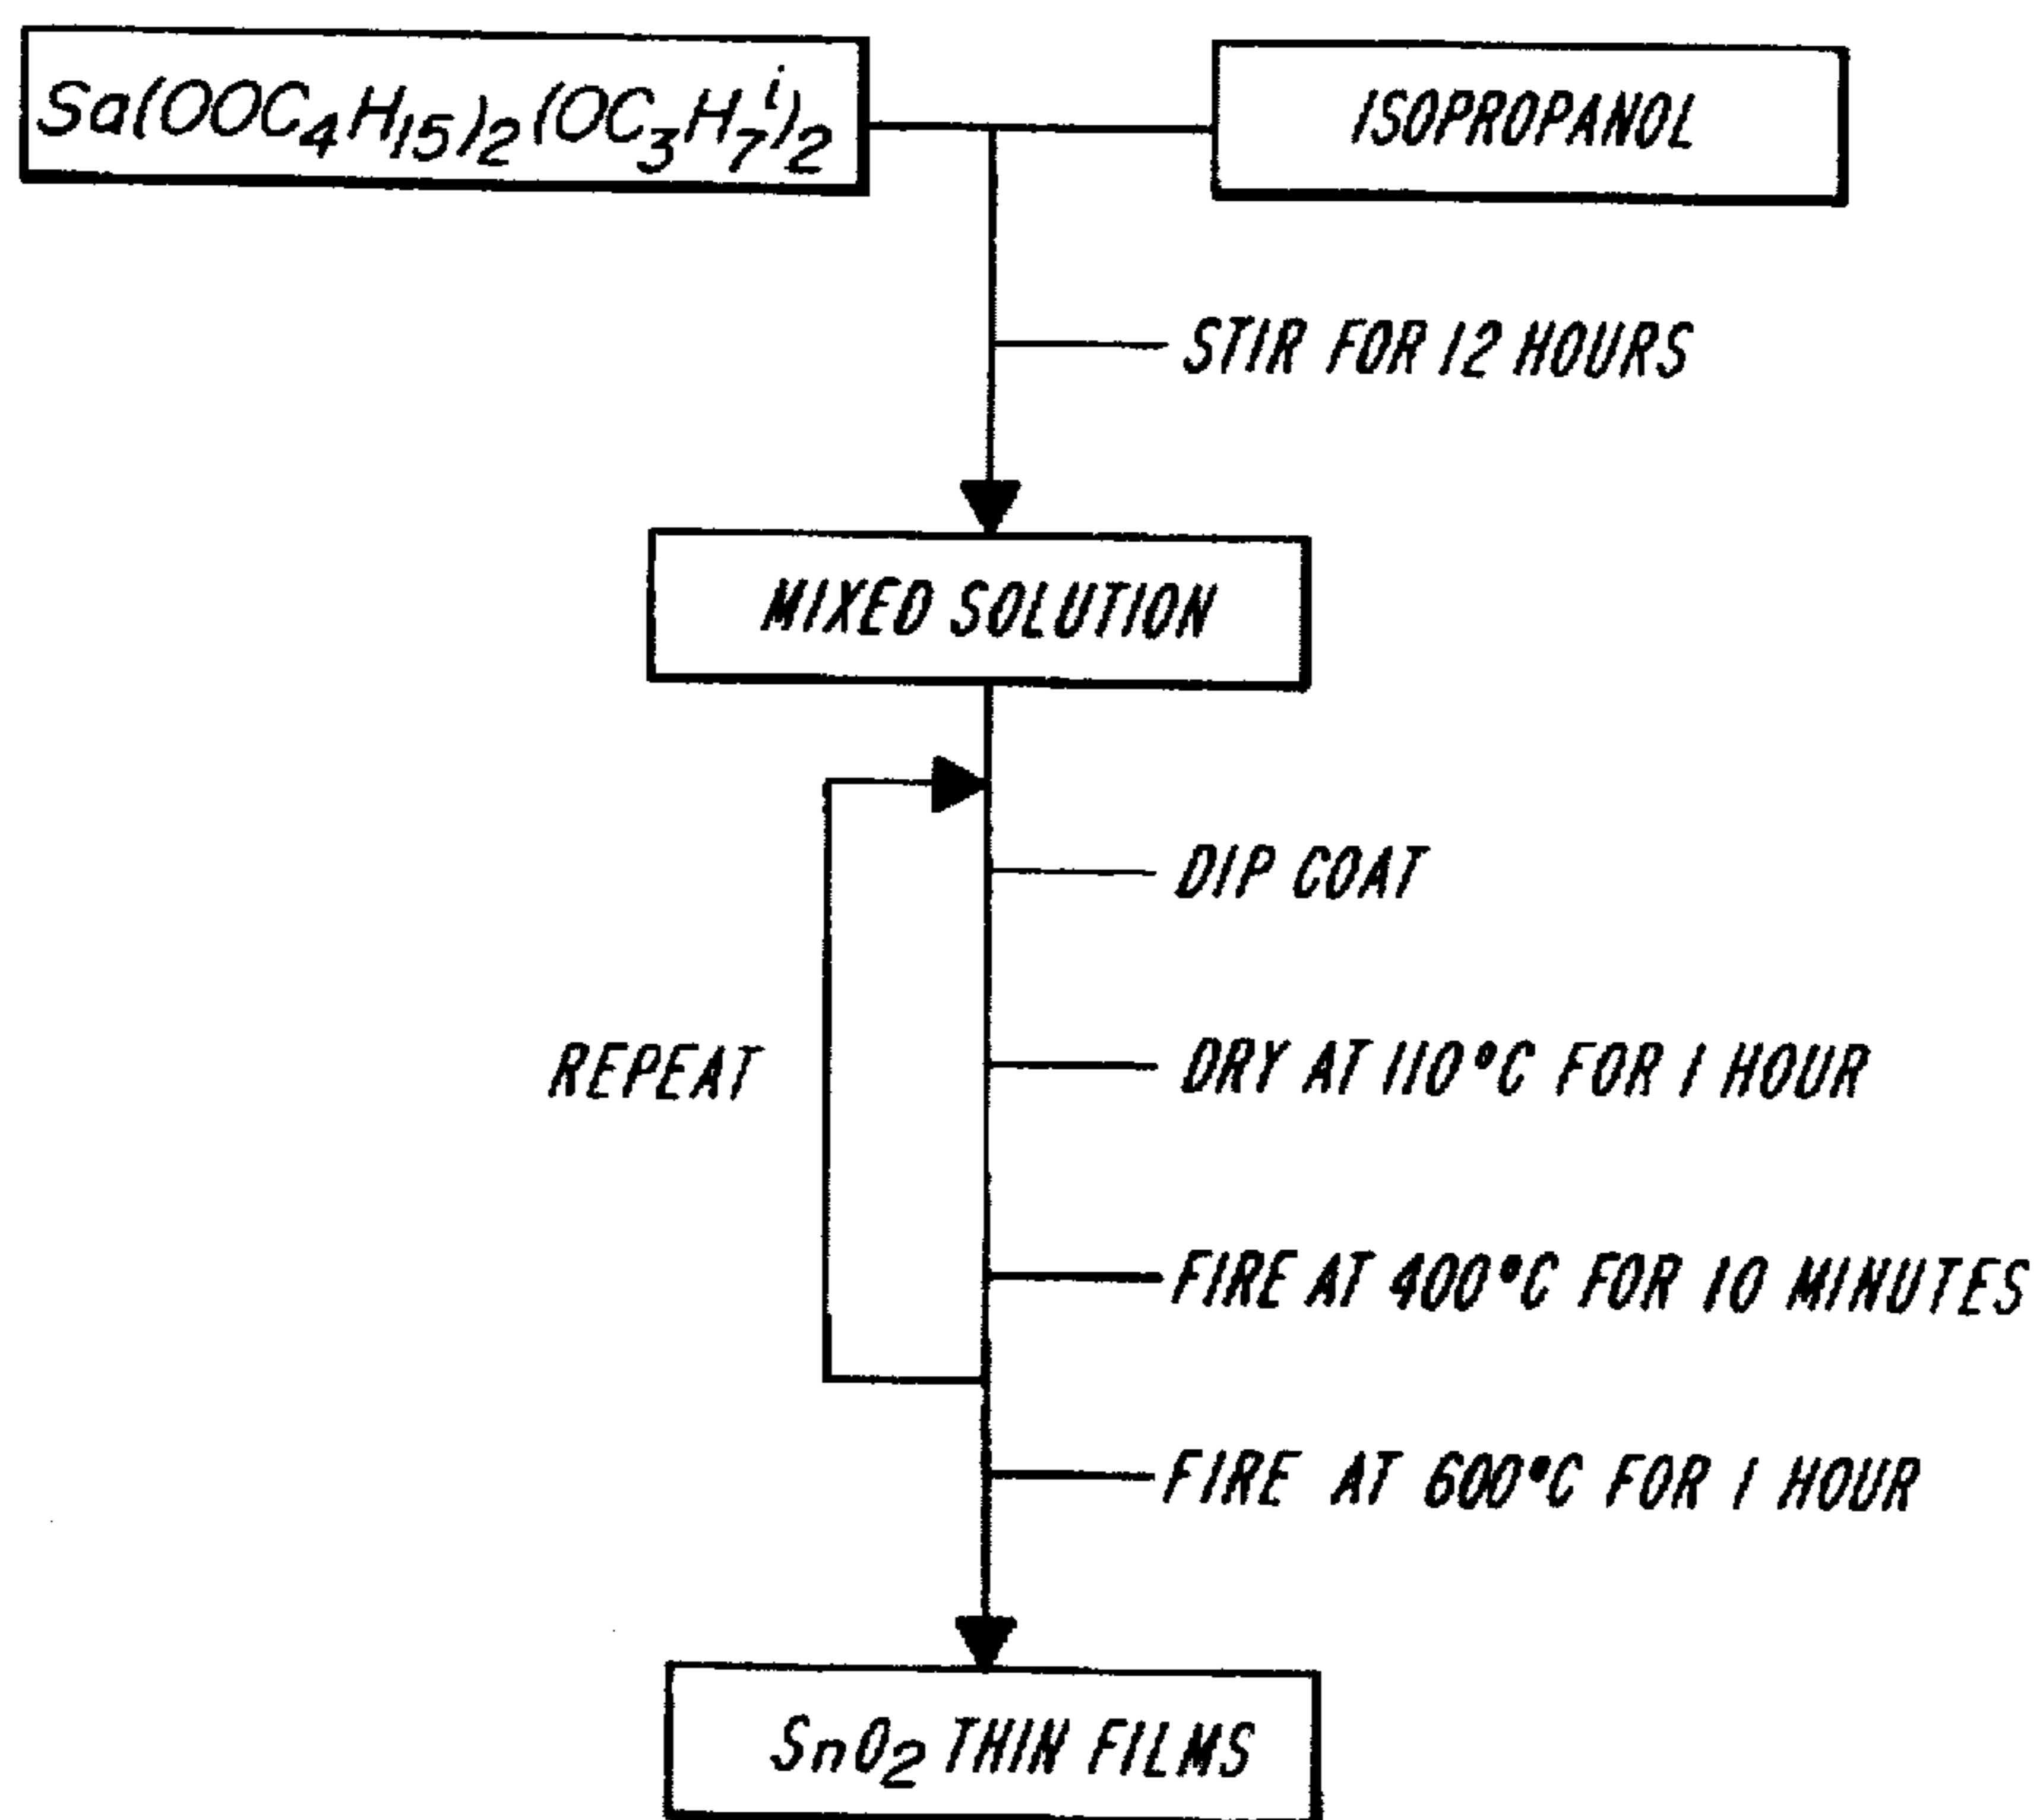 Sa(OOC₄H₁₅)₂(OC₃H₇ⁱ)₂
ISOPROPANOL
STIR FOR 12 HOURS
MIXED SOLUTION
DIP COAT
REPEAT
DRY AT 110°C FOR 1 HOUR
FIRE AT 400°C FOR 10 MINUTES
FIRE AT 600°C FOR 1 HOUR
SnO₂ THIN FILMS